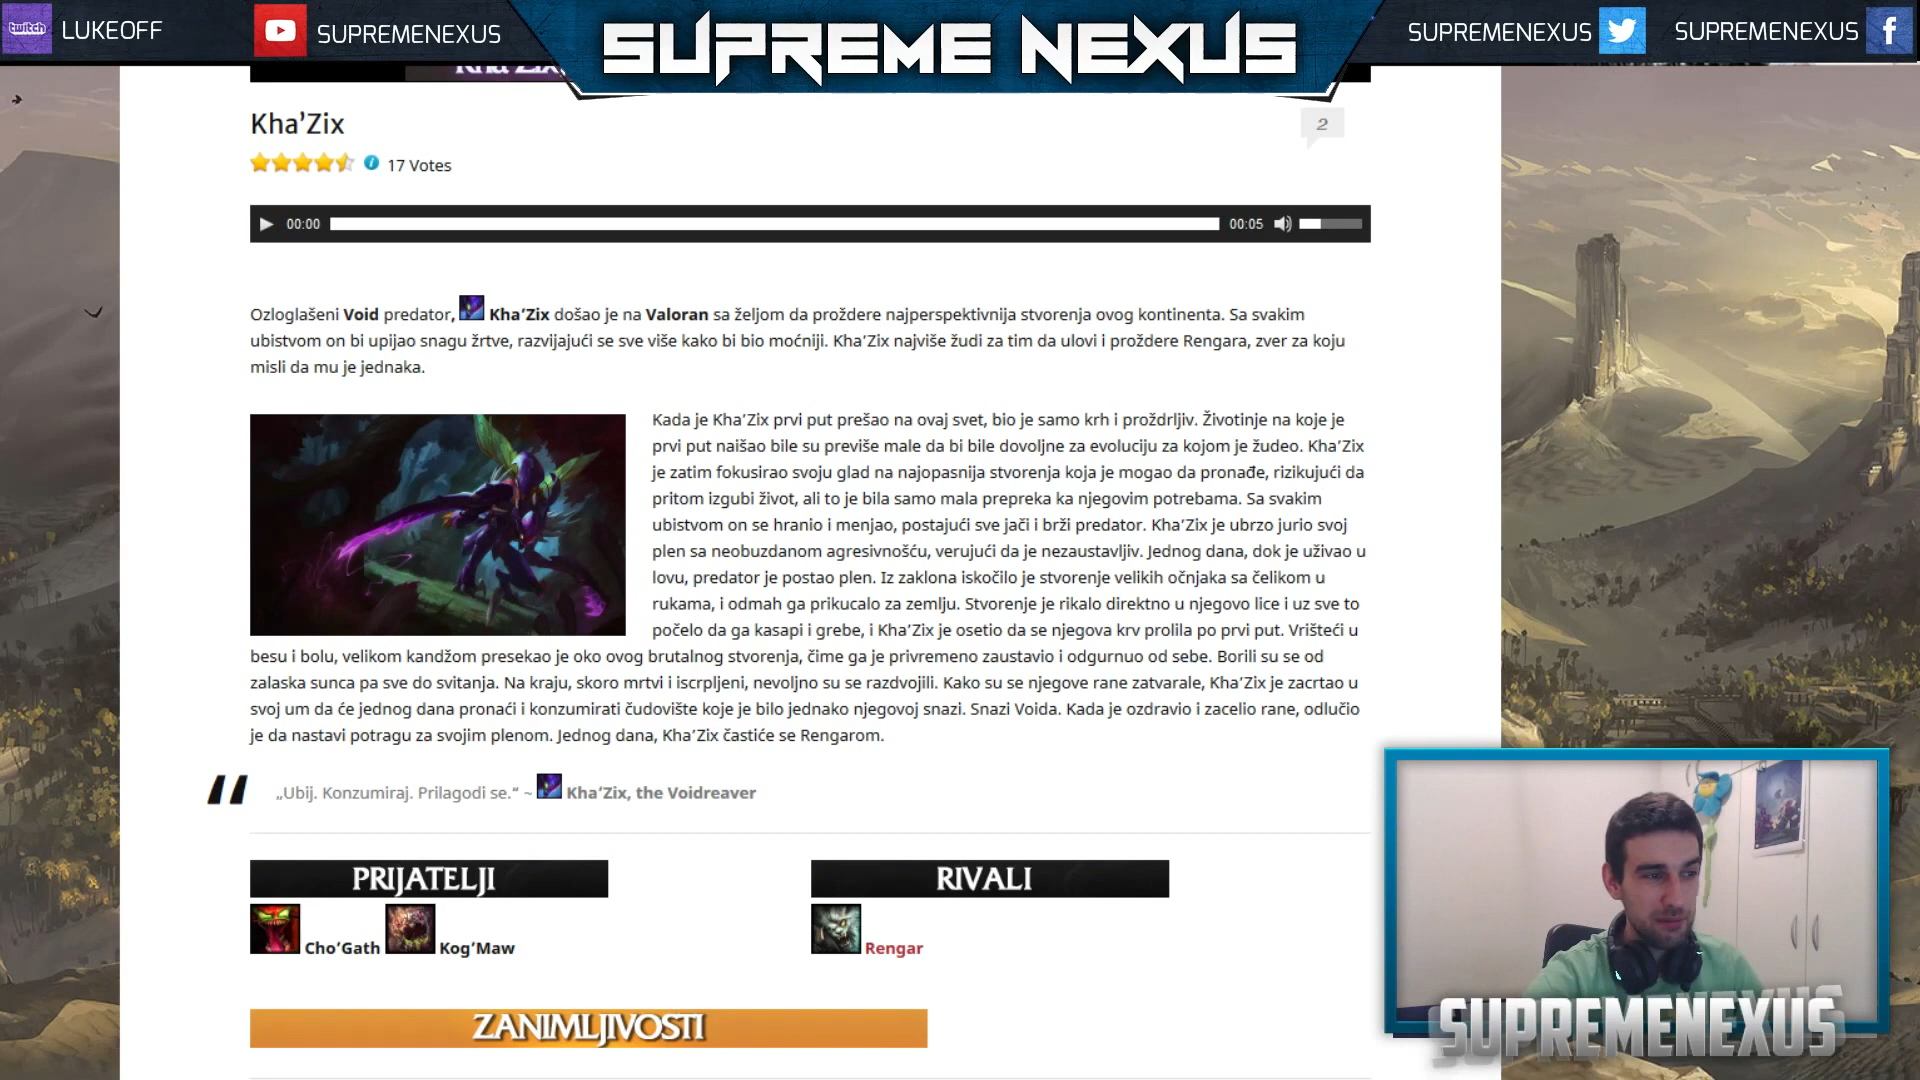 twitch LUKEOFF SUPREMENEXUS SUPREME NEXUS SUPREMENEXUS SUPREMENEXUS
Kha'Zix
Kha’Zix
2
17 Votes
00:00 00:05
Ozloglašeni Void predator, Kha’Zix došao je na Valoran sa željom da proždere najperspektivnija stvorenja ovog kontinenta. Sa svakim
ubistvom on bi upijao snagu žrtve, razvijajući se sve više kako bi bio moćniji. Kha’Zix najviše žudi za tim da ulovi i proždere Rengara, zver za koju
misli da mu je jednaka.
Kada je Kha’Zix prvi put prešao na ovaj svet, bio je samo krh i proždrljiv. Životinje na koje je
prvi put naišao bile su previše male da bi bile dovoljne za evoluciju za kojom je žudeo. Kha’Zix
je zatim fokusirao svoju glad na najopasnija stvorenja koja je mogao da pronađe, rizikujući da
pritom izgubi život, ali to je bila samo mala prepreka ka njegovim potrebama. Sa svakim
ubistvom on se hranio i menjao, postajući sve jači i brži predator. Kha’Zix je ubrzo jurio svoj
plen sa neobuzdanom agresivnošću, verujući da je nezaustavljiv. Jednog dana, dok je uživao u
lovu, predator je postao plen. Iz zaklona iskočilo je stvorenje velikih očnjaka sa čelikom u
rukama, i odmah ga prikucalo za zemlju. Stvorenje je rikalo direktno u njegovo lice i uz sve to
počelo da ga kasapi i grebe, i Kha’Zix je osetio da se njegova krv prolila po prvi put. Vrišteći u
besu i bolu, velikom kandžom presekao je oko ovog brutalnog stvorenja, čime ga je privremeno zaustavio i odgurnuo od sebe. Borili su se od
zalaska sunca pa sve do svitanja. Na kraju, skoro mrtvi i iscrpljeni, nevoljno su se razdvojili. Kako su se njegove rane zatvarale, Kha’Zix je zacrtao u
svoj um da će jednog dana pronaći i konzumirati čudovište koje je bilo jednako njegovoj snazi. Snazi Voida. Kada je ozdravio i zacelio rane, odlučio
je da nastavi potragu za svojim plenom. Jednog dana, Kha’Zix častiće se Rengarom.
„Ubij. Konzumiraj. Prilagodi se.“ ~ Kha’Zix, the Voidreaver
PRIJATELJI RIVALI
Cho’Gath Kog’Maw Rengar
ZANIMLJIVOSTI
SUPREMENEXUS